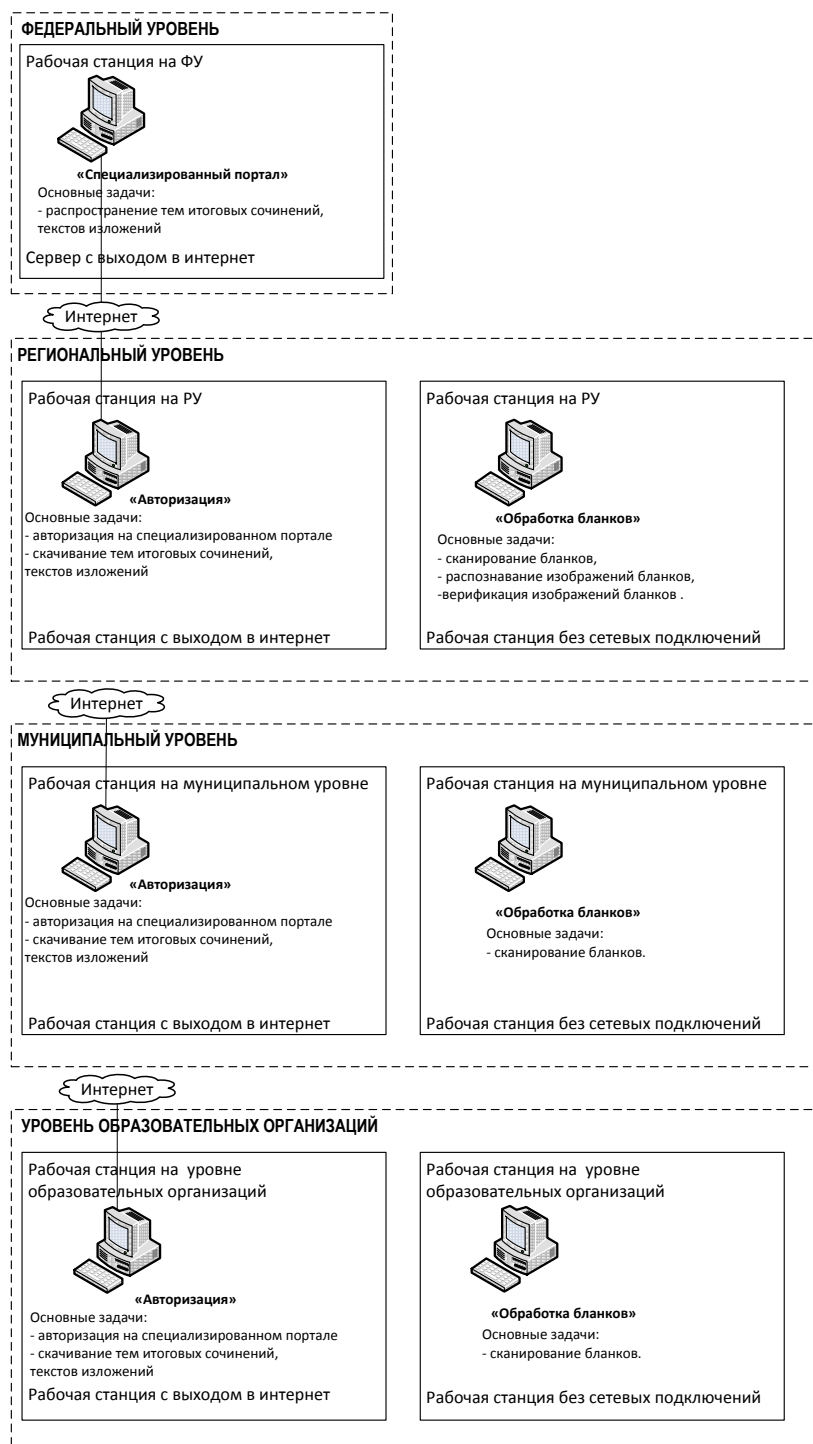 ФЕДЕРАЛЬНЫЙ УРОВЕНЬ
Рабочая станция на ФУ
«Специализированный портал»
Основные задачи:
- распространение тем итоговых сочинений,
текстов изложений
Сервер с выходом в интернет
Интернет
РЕГИОНАЛЬНЫЙ УРОВЕНЬ
Рабочая станция на РУ
«Авторизация»
Основные задачи:
- авторизация на специализированном портале
- скачивание тем итоговых сочинений,
текстов изложений
Рабочая станция с выходом в интернет
Рабочая станция на РУ
«Обработка бланков»
Основные задачи:
- сканирование бланков,
- распознавание изображений бланков,
-верификация изображений бланков .
Рабочая станция без сетевых подключений
Интернет
МУНИЦИПАЛЬНЫЙ УРОВЕНЬ
Рабочая станция на муниципальном уровне
«Авторизация»
Основные задачи:
- авторизация на специализированном портале
- скачивание тем итоговых сочинений,
текстов изложений
Рабочая станция с выходом в интернет
Рабочая станция на муниципальном уровне
«Обработка бланков»
Основные задачи:
- сканирование бланков.
Рабочая станция без сетевых подключений
Интернет
УРОВЕНЬ ОБРАЗОВАТЕЛЬНЫХ ОРГАНИЗАЦИЙ
Рабочая станция на уровне
образовательных организаций
«Авторизация»
Основные задачи:
- авторизация на специализированном портале
- скачивание тем итоговых сочинений,
текстов изложений
Рабочая станция с выходом в интернет
Рабочая станция на уровне
образовательных организаций
«Обработка бланков»
Основные задачи:
- сканирование бланков.
Рабочая станция без сетевых подключений